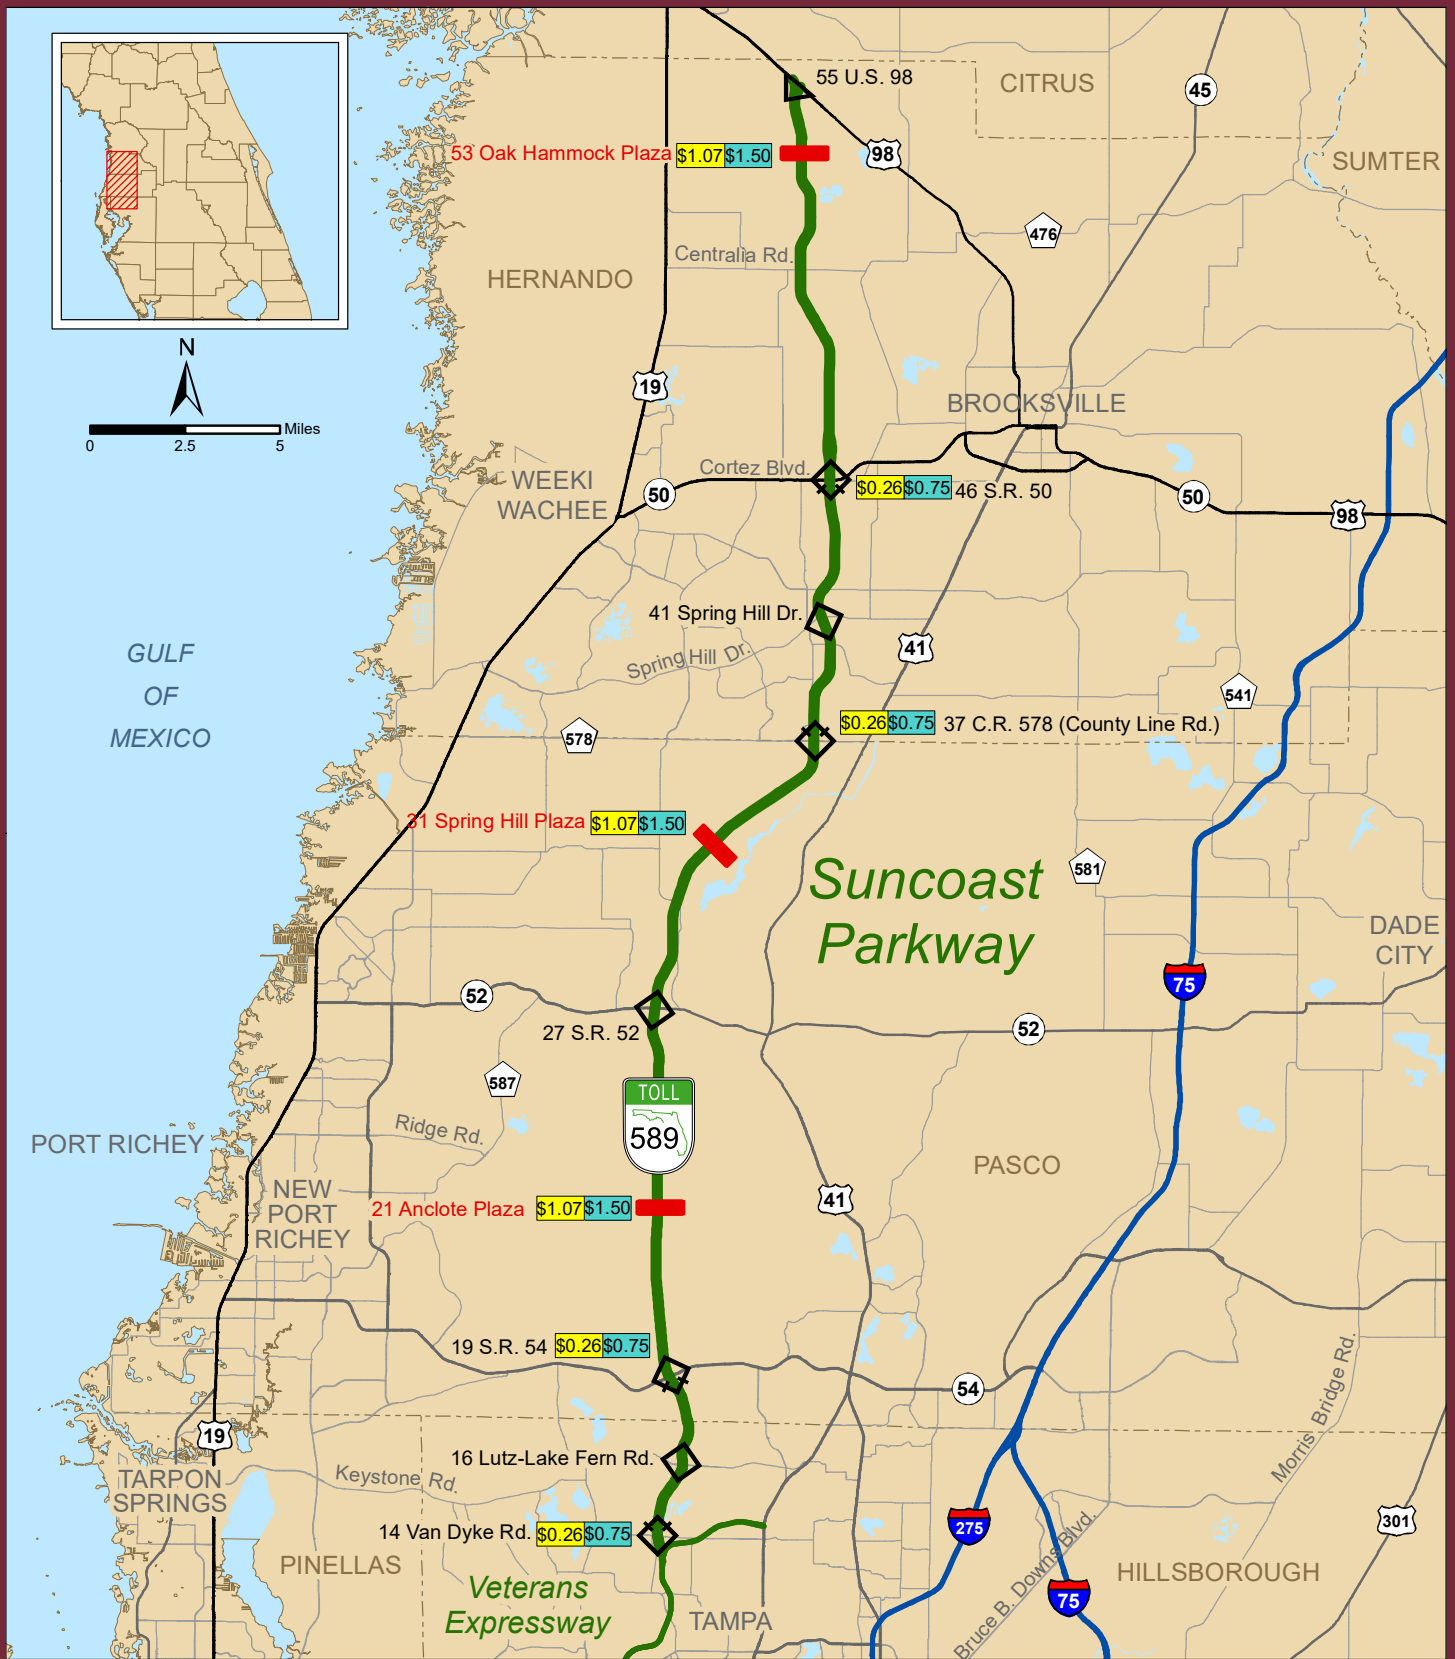 55 U.S. 98
CITRUS
45
53 Oak Hammock Plaza $1.07 $1.50
98
SUMTER
476
Centralia Rd.
HERNANDO
N
0 2.5 5 Miles
19
BROOKSVILLE
Cortez Blvd.
WEEKI
WACHEE
50
$0.26 $0.75 46 S.R. 50
50
98
41 Spring Hill Dr.
Spring Hill Dr.
41
GULF
OF
MEXICO
541
578
$0.26 $0.75 37 C.R. 578 (County Line Rd.)
31 Spring Hill Plaza $1.07 $1.50
Suncoast
Parkway
581
DADE
CITY
75
52
27 S.R. 52
52
587
TOLL
589
Ridge Rd.
PORT RICHEY
PASCO
NEW
PORT
RICHEY
41
21 Anclote Plaza $1.07 $1.50
19 S.R. 54 $0.26 $0.75
54
Morris Bridge Rd.
19
16 Lutz-Lake Fern Rd.
TARPON
SPRINGS
Keystone Rd.
14 Van Dyke Rd. $0.26 $0.75
275
301
PINELLAS
Veterans
Expressway
TAMPA
Bruce B. Downs Blvd.
75
HILLSBOROUGH